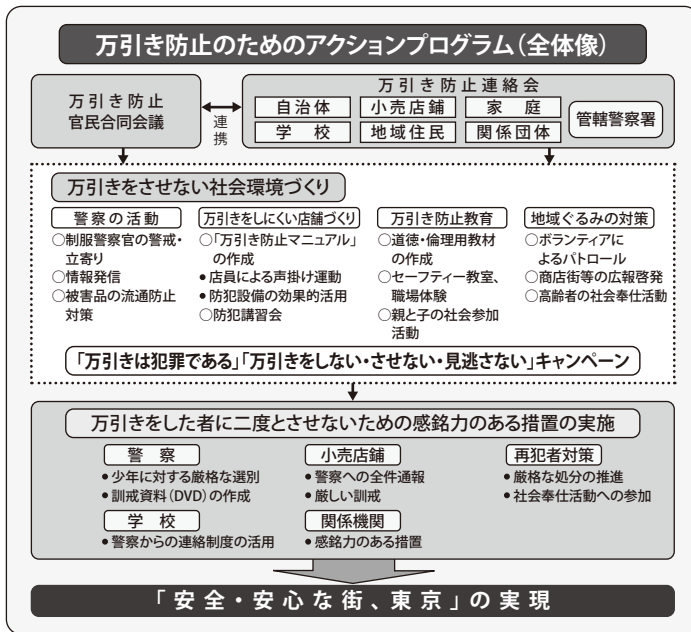 万引き防止のためのアクションプログラム(全体像)
万引き防止
官民合同会議
連携
万引き防止連絡会
自治体
小売店舗
家庭
学校
地域住民
関係団体
管轄警察署
万引きをさせない社会環境づくり
警察の活動
○制服警察官の警戒・
立寄り
○情報発信
○被害品の流通防止
対策
万引きをしにくい店舗づくり
○「万引き防止マニュアル」
の作成
●店員による声掛け運動
●防犯設備の効果的活用
○防犯講習会
万引き防止教育
○道徳・倫理用教材
の作成
○セーフティー教室、
職場体験
○親と子の社会参加
活動
地域ぐるみの対策
○ボランティアに
よるパトロール
○商店街等の広報啓発
○高齢者の社会奉仕活動
「万引きは犯罪である」「万引きをしない・させない・見逃さない」キャンペーン
万引きをした者に二度とさせないための感銘力のある措置の実施
警察
●少年に対する厳格な選別
●訓戒資料(DVD)の作成
小売店舗
●警察への全件通報
●厳しい訓戒
再犯者対策
●厳格な処分の推進
●社会奉仕活動への参加
学校
●警察からの連絡制度の活用
関係機関
●感銘力のある措置
「安全・安心な街、東京」の実現